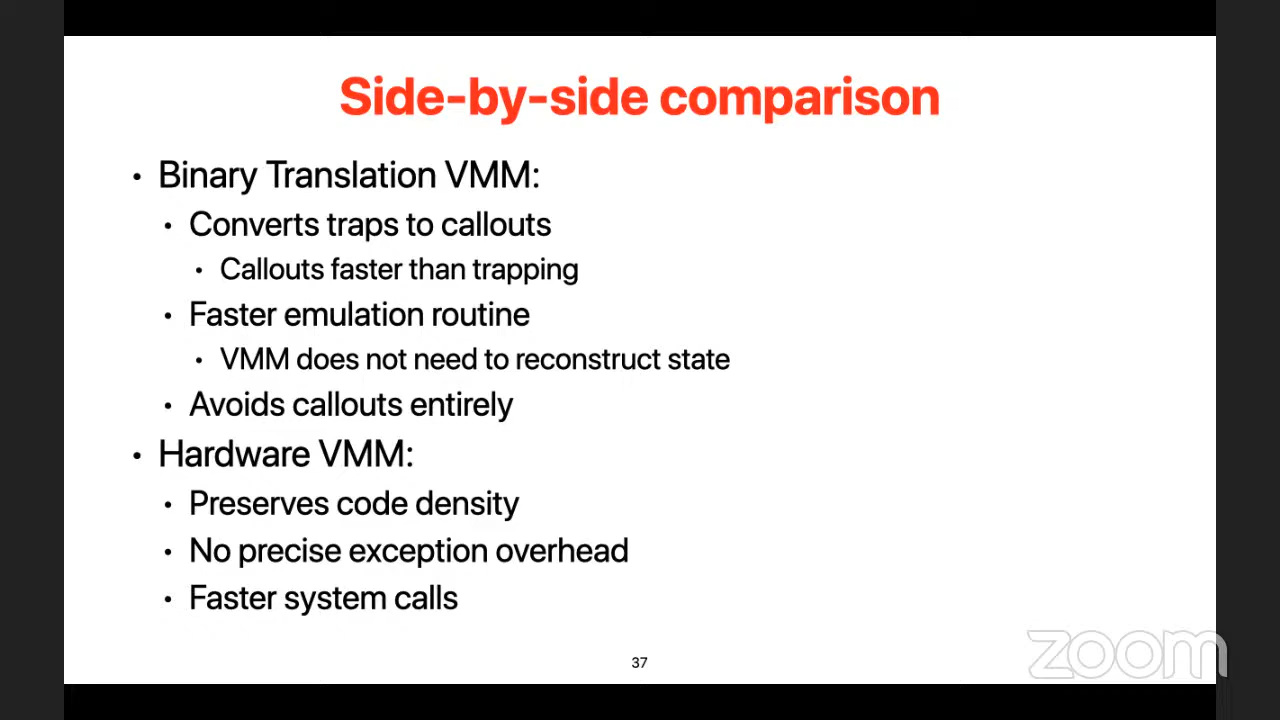 Side-by-side comparison
• Binary Translation VMM:
• Converts traps to callouts
• Callouts faster than trapping
• Faster emulation routine
• VMM does not need to reconstruct state
• Avoids callouts entirely
• Hardware VMM:
• Preserves code density
• No precise exception overhead
• Faster system calls
37
zoom